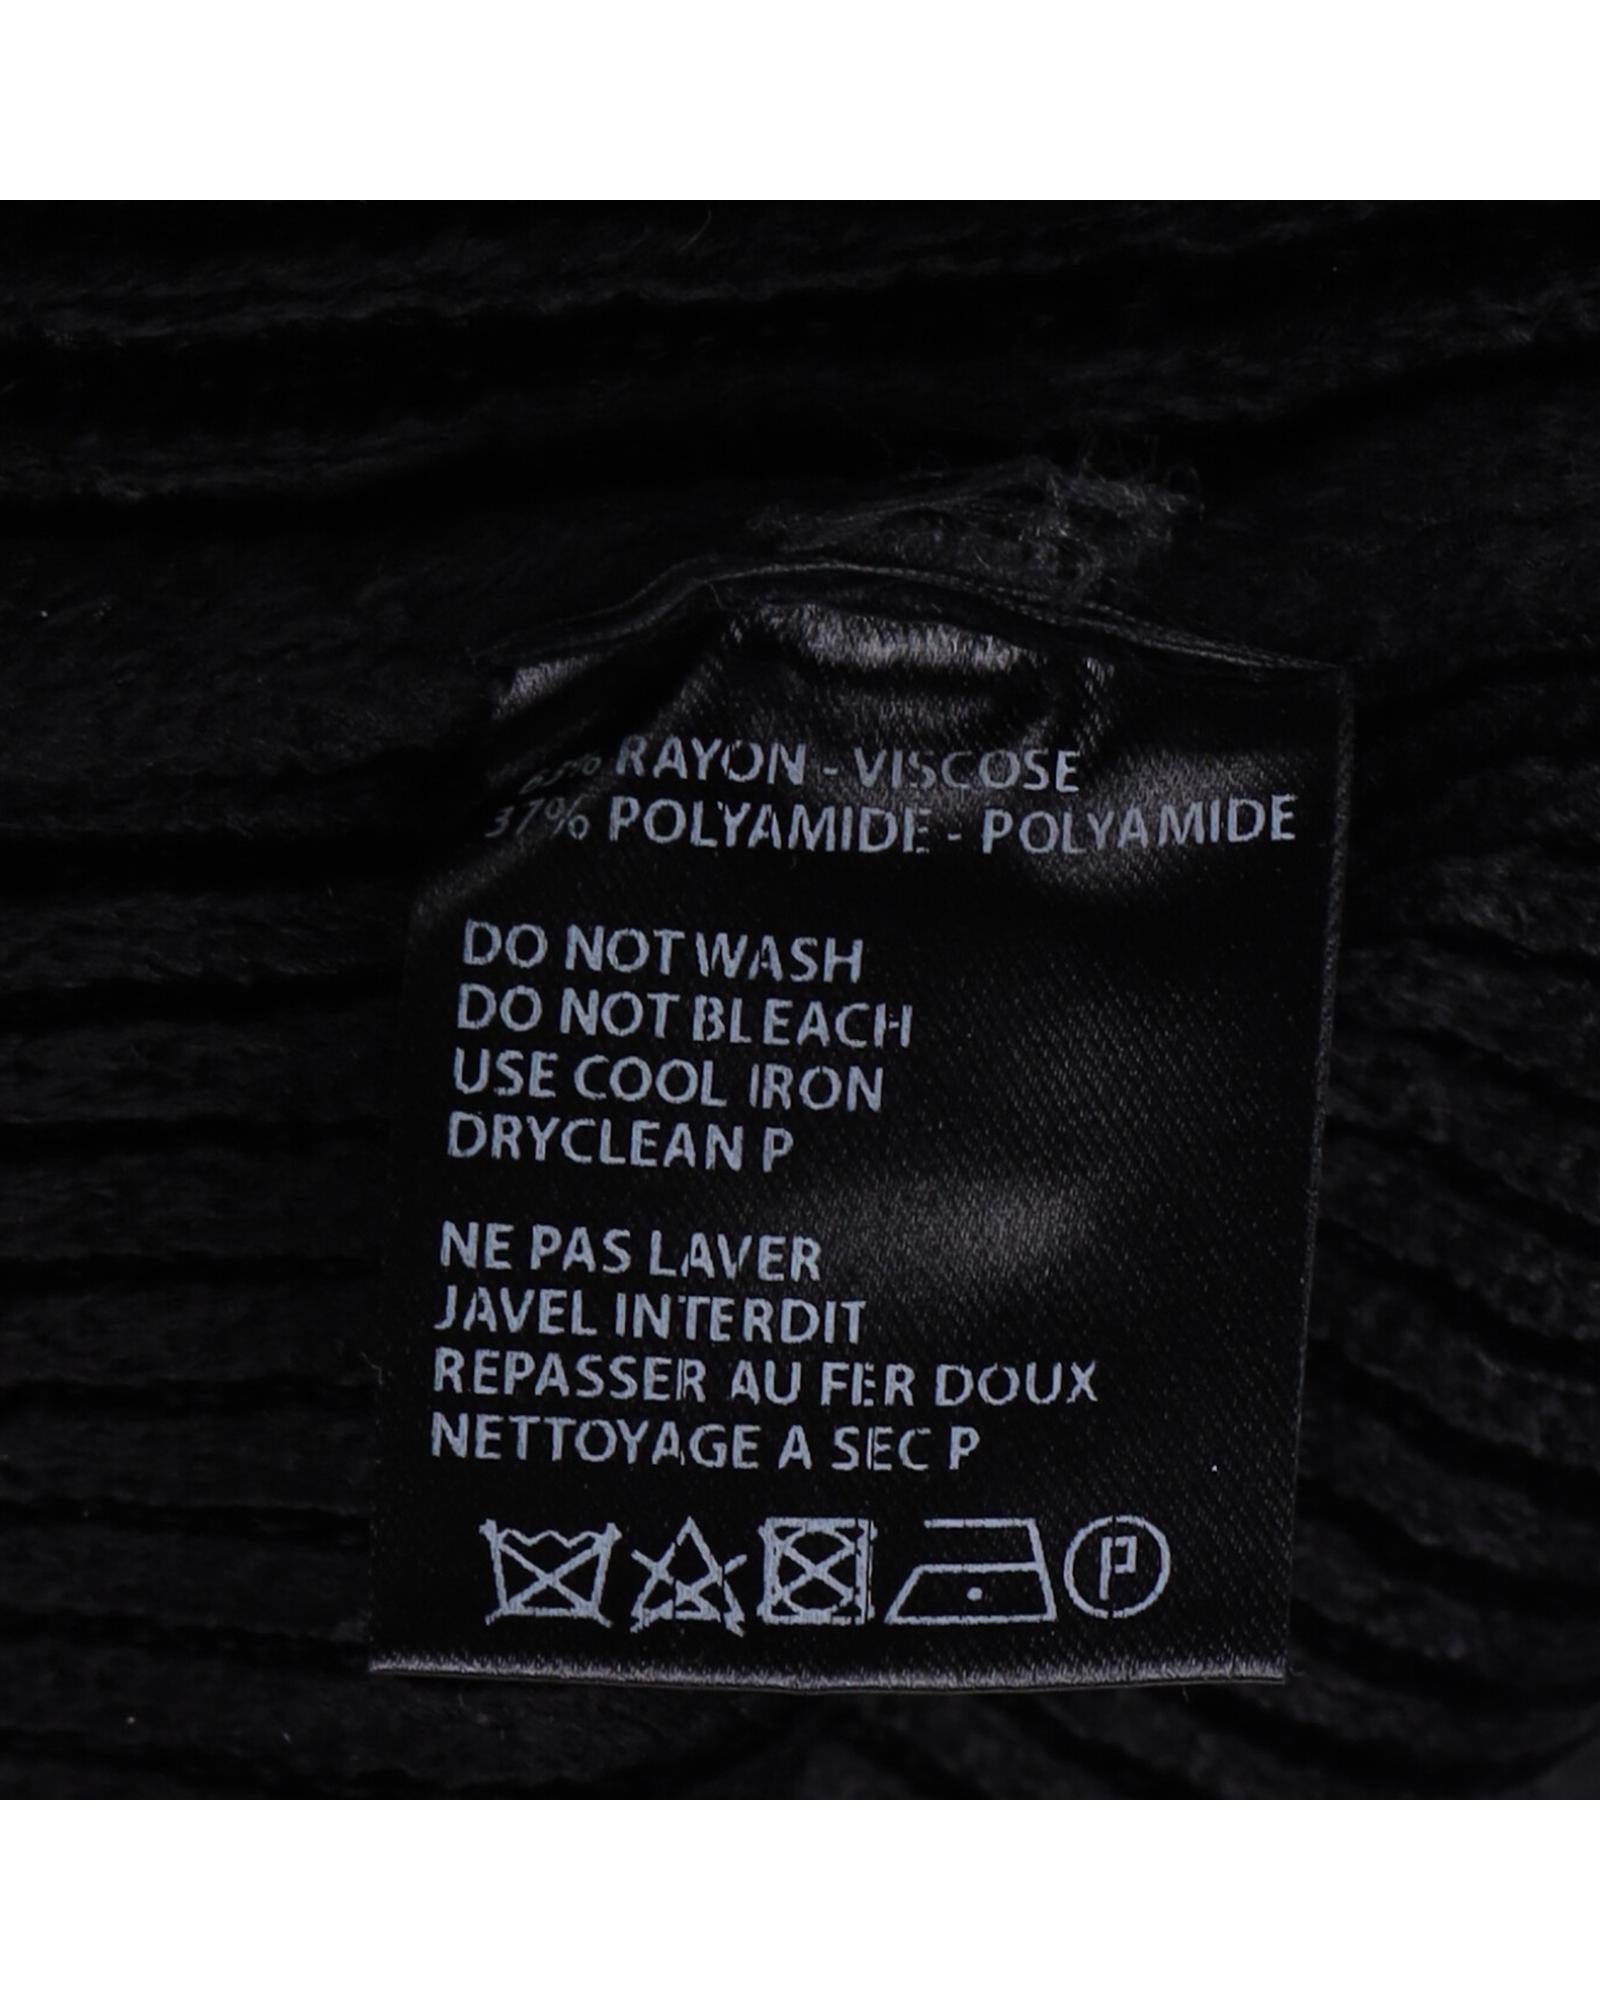 63% RAYON - VISCOSE
37% POLYAMIDE - POLYAMIDE
DO NOT WASH
DO NOT BLEACH
USE COOL IRON
DRYCLEAN P
NE PAS LAVER
JAVEL INTERDIT
REPASSER AU FER DOUX
NETTOYAGE A SEC P
P